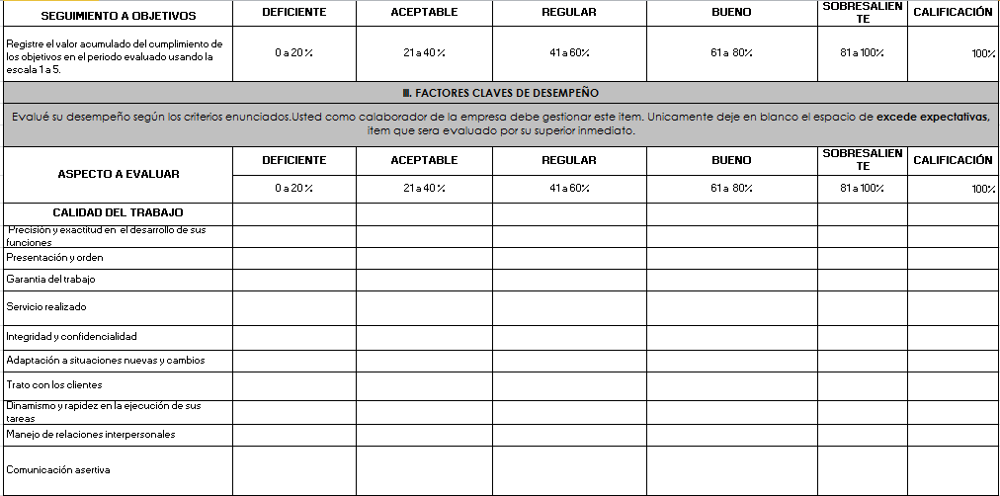 SEGUIMIENTO A OBJETIVOS DEFICIENTE ACEPTABLE REGULAR BUENO SOBRESALIEN
TE CALIFICACIÓN
Registre el valor acumulado del cumplimiento de
los objetivos en el periodo evaluado usando la
escala 1 a 5.
0 a 20% 21 a 40% 41 a 60% 61 a 80% 81 a 100% 100%
II. FACTORES CLAVES DE DESEMPEÑO
Evalué su desempeño según los criterios enunciados.Usted como calaborador de la empresa debe gestionar este item. Unicamente deje en blanco el espacio de excede expectativas,
item que sera evaluado por su superior inmediato.
ASPECTO A EVALUAR DEFICIENTE ACEPTABLE REGULAR BUENO SOBRESALIEN
TE CALIFICACIÓN
0 a 20% 21 a 40% 41 a 60% 61 a 80% 81 a 100% 100%
CALIDAD DEL TRABAJO
Precisión y exactitud en el desarrollo de sus
funciones
Presentación y orden
Garantia del trabajo
Servicio realizado
Integridad y confidencialidad
Adaptación a situaciones nuevas y cambios
Trato con los clientes
Dinamismo y rapidez en la ejecución de sus
tareas
Manejo de relaciones interpersonales
Comunicación asertiva